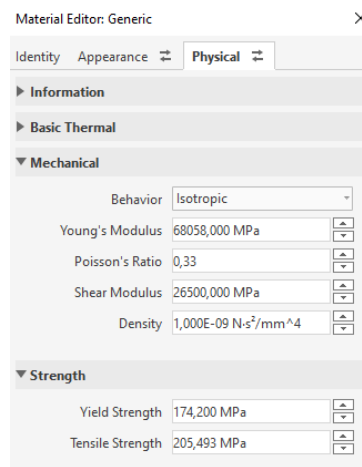 Material Editor: Generic
Identity Appearance Physical
Information
Basic Thermal
Mechanical
Behavior Isotropic
Young's Modulus 68058,000 MPa
Poisson's Ratio 0,33
Shear Modulus 26500,000 MPa
Density 1,000E-09 N·s²/mm^4
Strength
Yield Strength 174,200 MPa
Tensile Strength 205,493 MPa